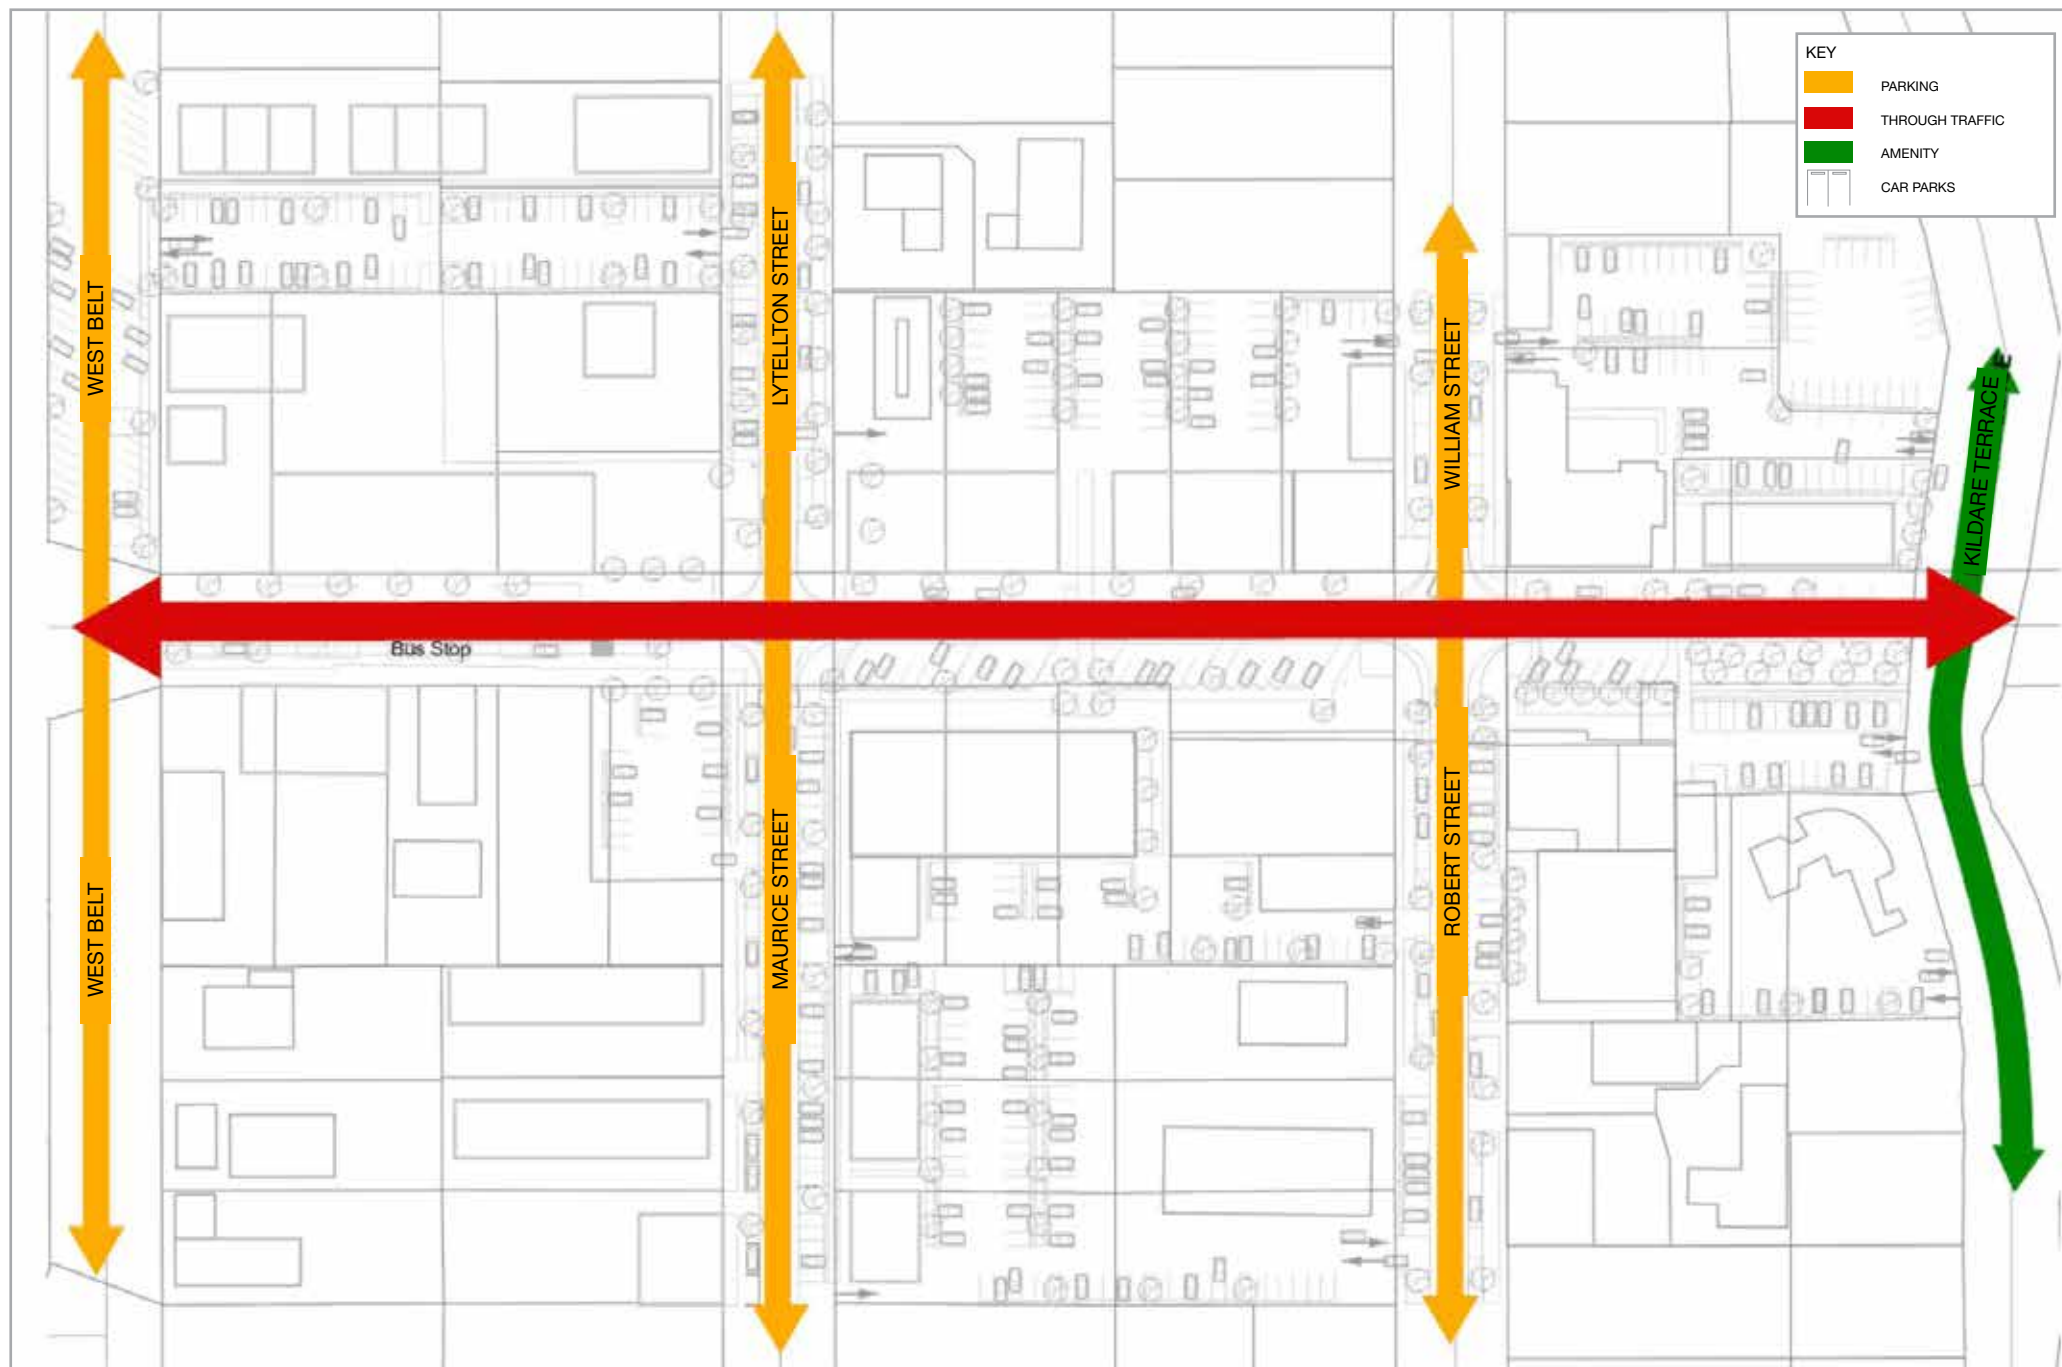 KEY
PARKING
THROUGH TRAFFIC
AMENITY
CAR PARKS
WEST BELT
LYTELLTON STREET
WILLIAM STREET
KILDARE TERRACE
E
Bus Stop
WEST BELT
MAURICE STREET
ROBERT STREET